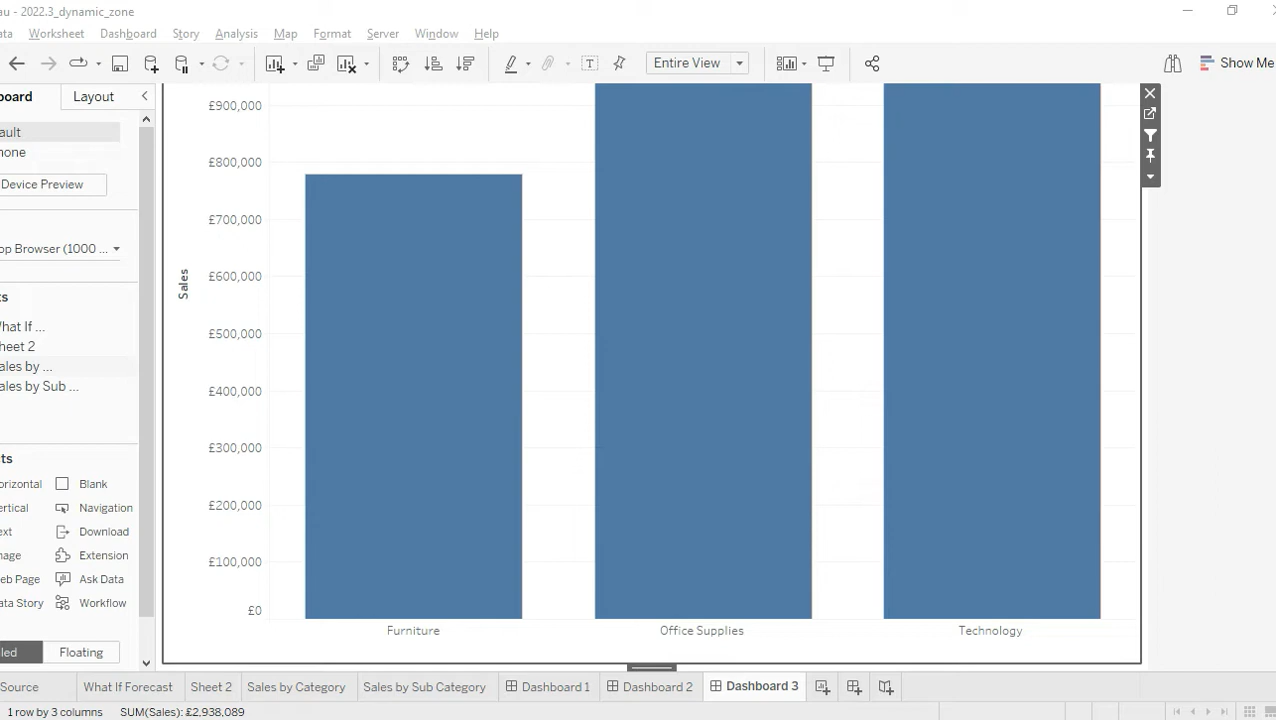 au - 2022.3_dynamic_zone
ata Worksheet Dashboard Story Analysis Map Format Server Window Help
Entire View Show Me
board Layout
ault
hone
Device Preview
op Browser (1000 ...
ts
What If ...
heet 2
ales by ...
ales by Sub ...
cts
orizontal Blank
ertical Navigation
ext Download
mage Extension
eb Page Ask Data
ata Story Workflow
led Floating
£900,000
£800,000
£700,000
£600,000
£500,000
£400,000
£300,000
£200,000
£100,000
£0
Sales
Furniture Office Supplies Technology
Source What If Forecast Sheet 2 Sales by Category Sales by Sub Category Dashboard 1 Dashboard 2 Dashboard 3
1 row by 3 columns SUM(Sales): £2,938,089